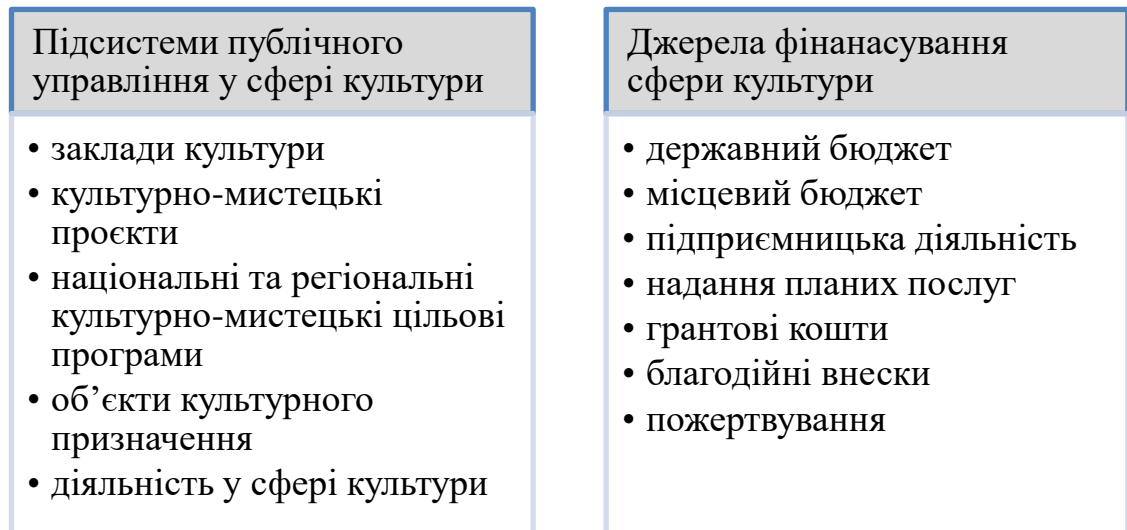 Підсистеми публічного
управління у сфері культури
• заклади культури
• культурно-мистецькі
проєкти
• національні та регіональні
культурно-мистецькі цільові
програми
• об’єкти культурного
призначення
• діяльність у сфері культури
Джерела фінанасування
сфери культури
• державний бюджет
• місцевий бюджет
• підприємницька діяльність
• надання планих послуг
• грантові кошти
• благодійні внески
• пожертвування